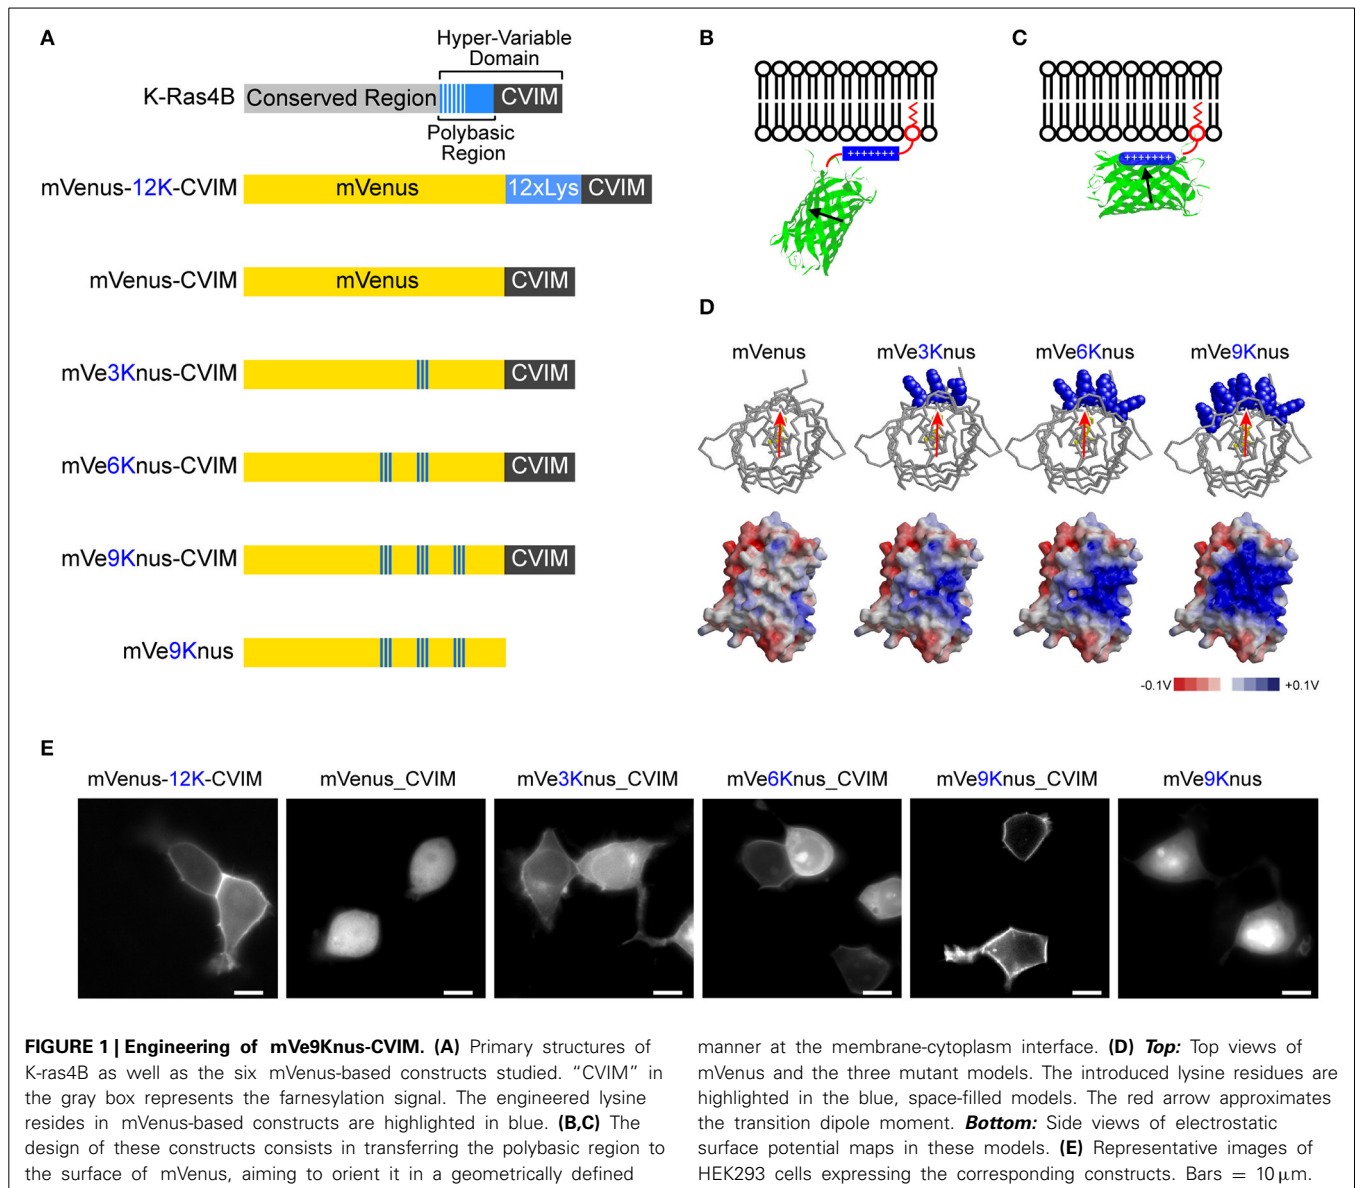 A
Hyper-Variable
Domain
K-Ras4B
Conserved Region
CVIM
Polybasic
Region
mVenus-12K-CVIM
mVenus
12xLys
CVIM
mVenus-CVIM
mVenus
CVIM
mVe3Knus-CVIM
CVIM
mVe6Knus-CVIM
CVIM
mVe9Knus-CVIM
CVIM
mVe9Knus
B
+++++++
C
+++++++
D
mVenus
mVe3Knus
mVe6Knus
mVe9Knus
-0.1V
+0.1V
E
mVenus-12K-CVIM
mVenus_CVIM
mVe3Knus_CVIM
mVe6Knus_CVIM
mVe9Knus_CVIM
mVe9Knus
FIGURE 1 | Engineering of mVe9Knus-CVIM. (A) Primary structures of
K-ras4B as well as the six mVenus-based constructs studied. “CVIM” in
the gray box represents the farnesylation signal. The engineered lysine
resides in mVenus-based constructs are highlighted in blue. (B,C) The
design of these constructs consists in transferring the polybasic region to
the surface of mVenus, aiming to orient it in a geometrically defined
manner at the membrane-cytoplasm interface. (D) Top: Top views of
mVenus and the three mutant models. The introduced lysine residues are
highlighted in the blue, space-filled models. The red arrow approximates
the transition dipole moment. Bottom: Side views of electrostatic
surface potential maps in these models. (E) Representative images of
HEK293 cells expressing the corresponding constructs. Bars = 10 μm.